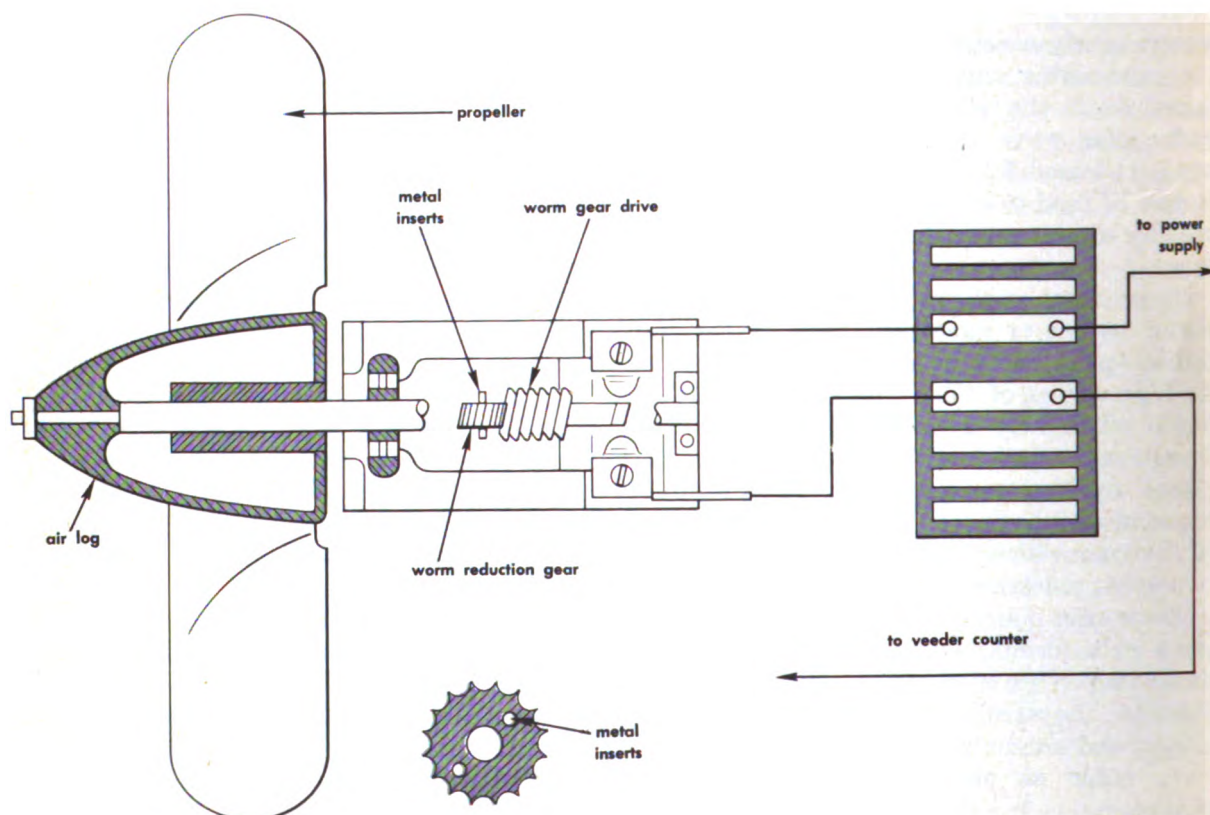 propeller
metal
inserts
worm gear drive
to power
supply
air log
worm reduction gear
to veeder counter
metal
inserts